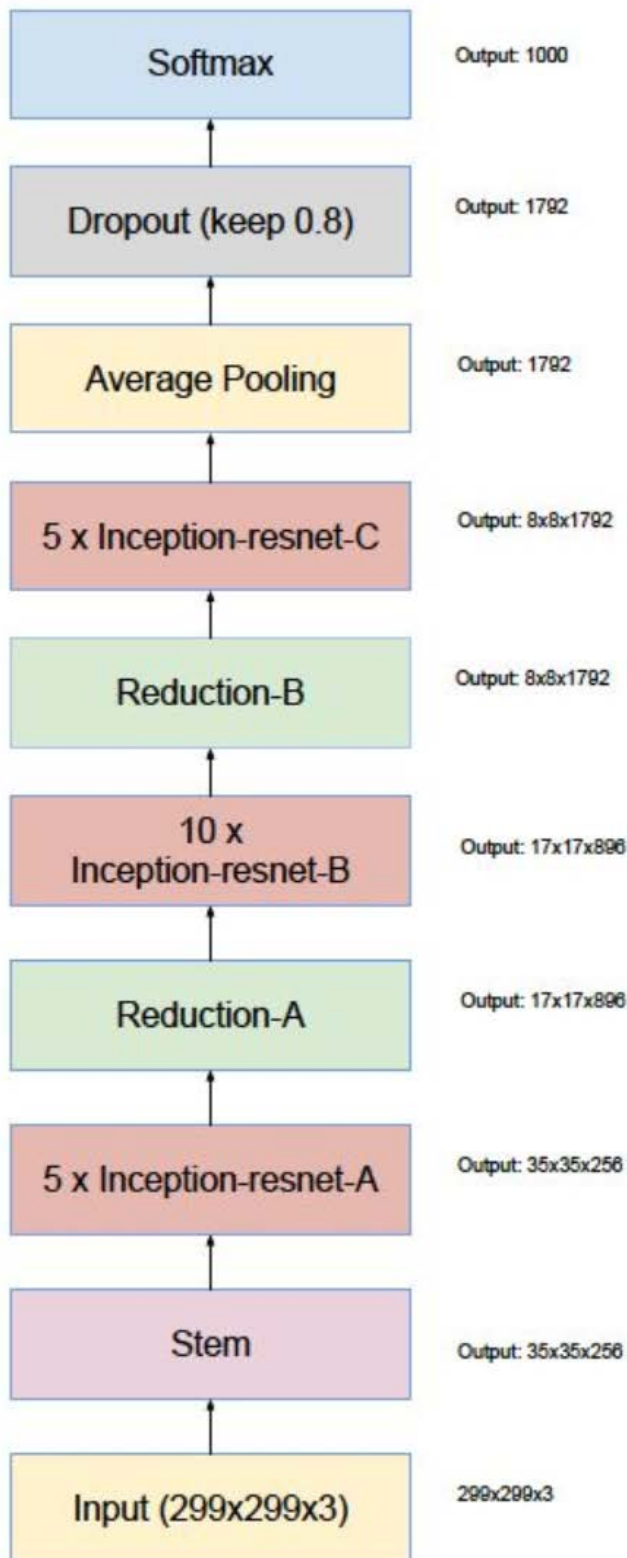 Softmax
Output: 1000
Dropout (keep 0.8)
Output: 1792
Average Pooling
Output: 1792
5 x Inception-resnet-C
Output: 8x8x1792
Reduction-B
Output: 8x8x1792
10 x
Inception-resnet-B
Output: 17x17x896
Reduction-A
Output: 17x17x896
5 x Inception-resnet-A
Output: 35x35x256
Stem
Output: 35x35x256
Input (299x299x3)
299x299x3